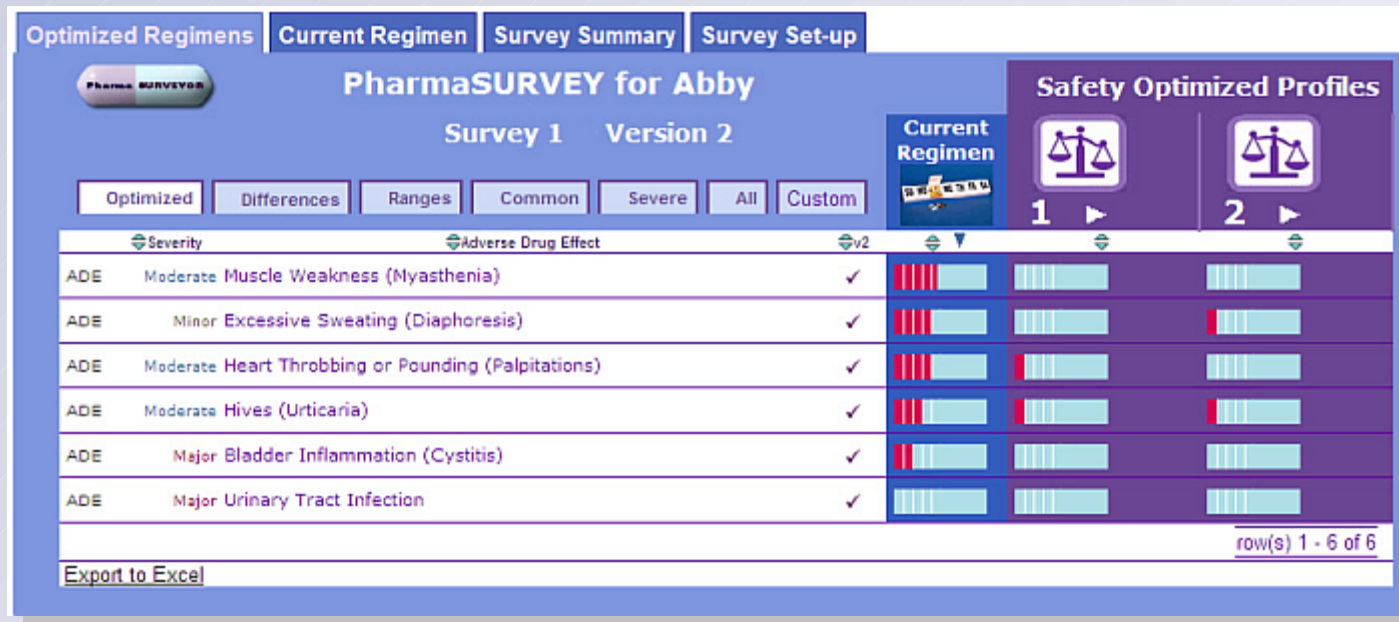 Optimized Regimens Current Regimen Survey Summary Survey Set-up
Pharma SURVEYOR
PharmaSURVEY for Abby
Safety Optimized Profiles
Survey 1 Version 2
Current
Regimen
Optimized Differences Ranges Common Severe All Custom
1 2
Severity Adverse Drug Effect v2
ADE Moderate Muscle Weakness (Myasthenia) ✓
ADE Minor Excessive Sweating (Diaphoresis) ✓
ADE Moderate Heart Throbbing or Pounding (Palpitations) ✓
ADE Moderate Hives (Urticaria) ✓
ADE Major Bladder Inflammation (Cystitis) ✓
ADE Major Urinary Tract Infection ✓
row(s) 1 - 6 of 6
Export to Excel